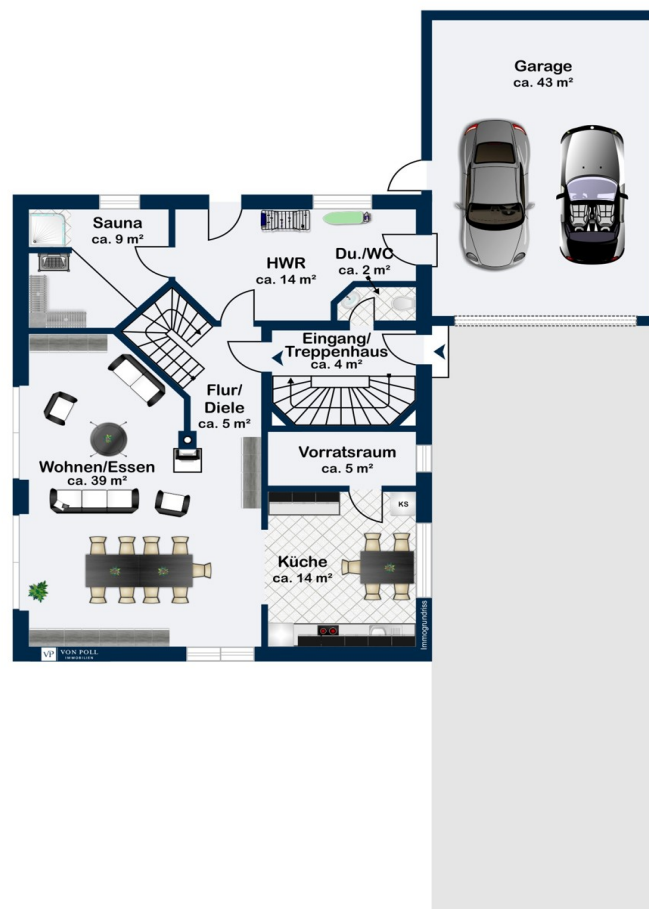 Garage
ca. 43 m²
Sauna
ca. 9 m²
HWR
ca. 14 m²
Du./WC
ca. 2 m²
Eingang/
Treppenhaus
ca. 4 m²
Flur/
Diele
ca. 5 m²
Wohnen/Essen
ca. 39 m²
Vorratsraum
ca. 5 m²
KS
Küche
ca. 14 m²
Immogrundriss
VP VON POLL
IMMOBILIEN